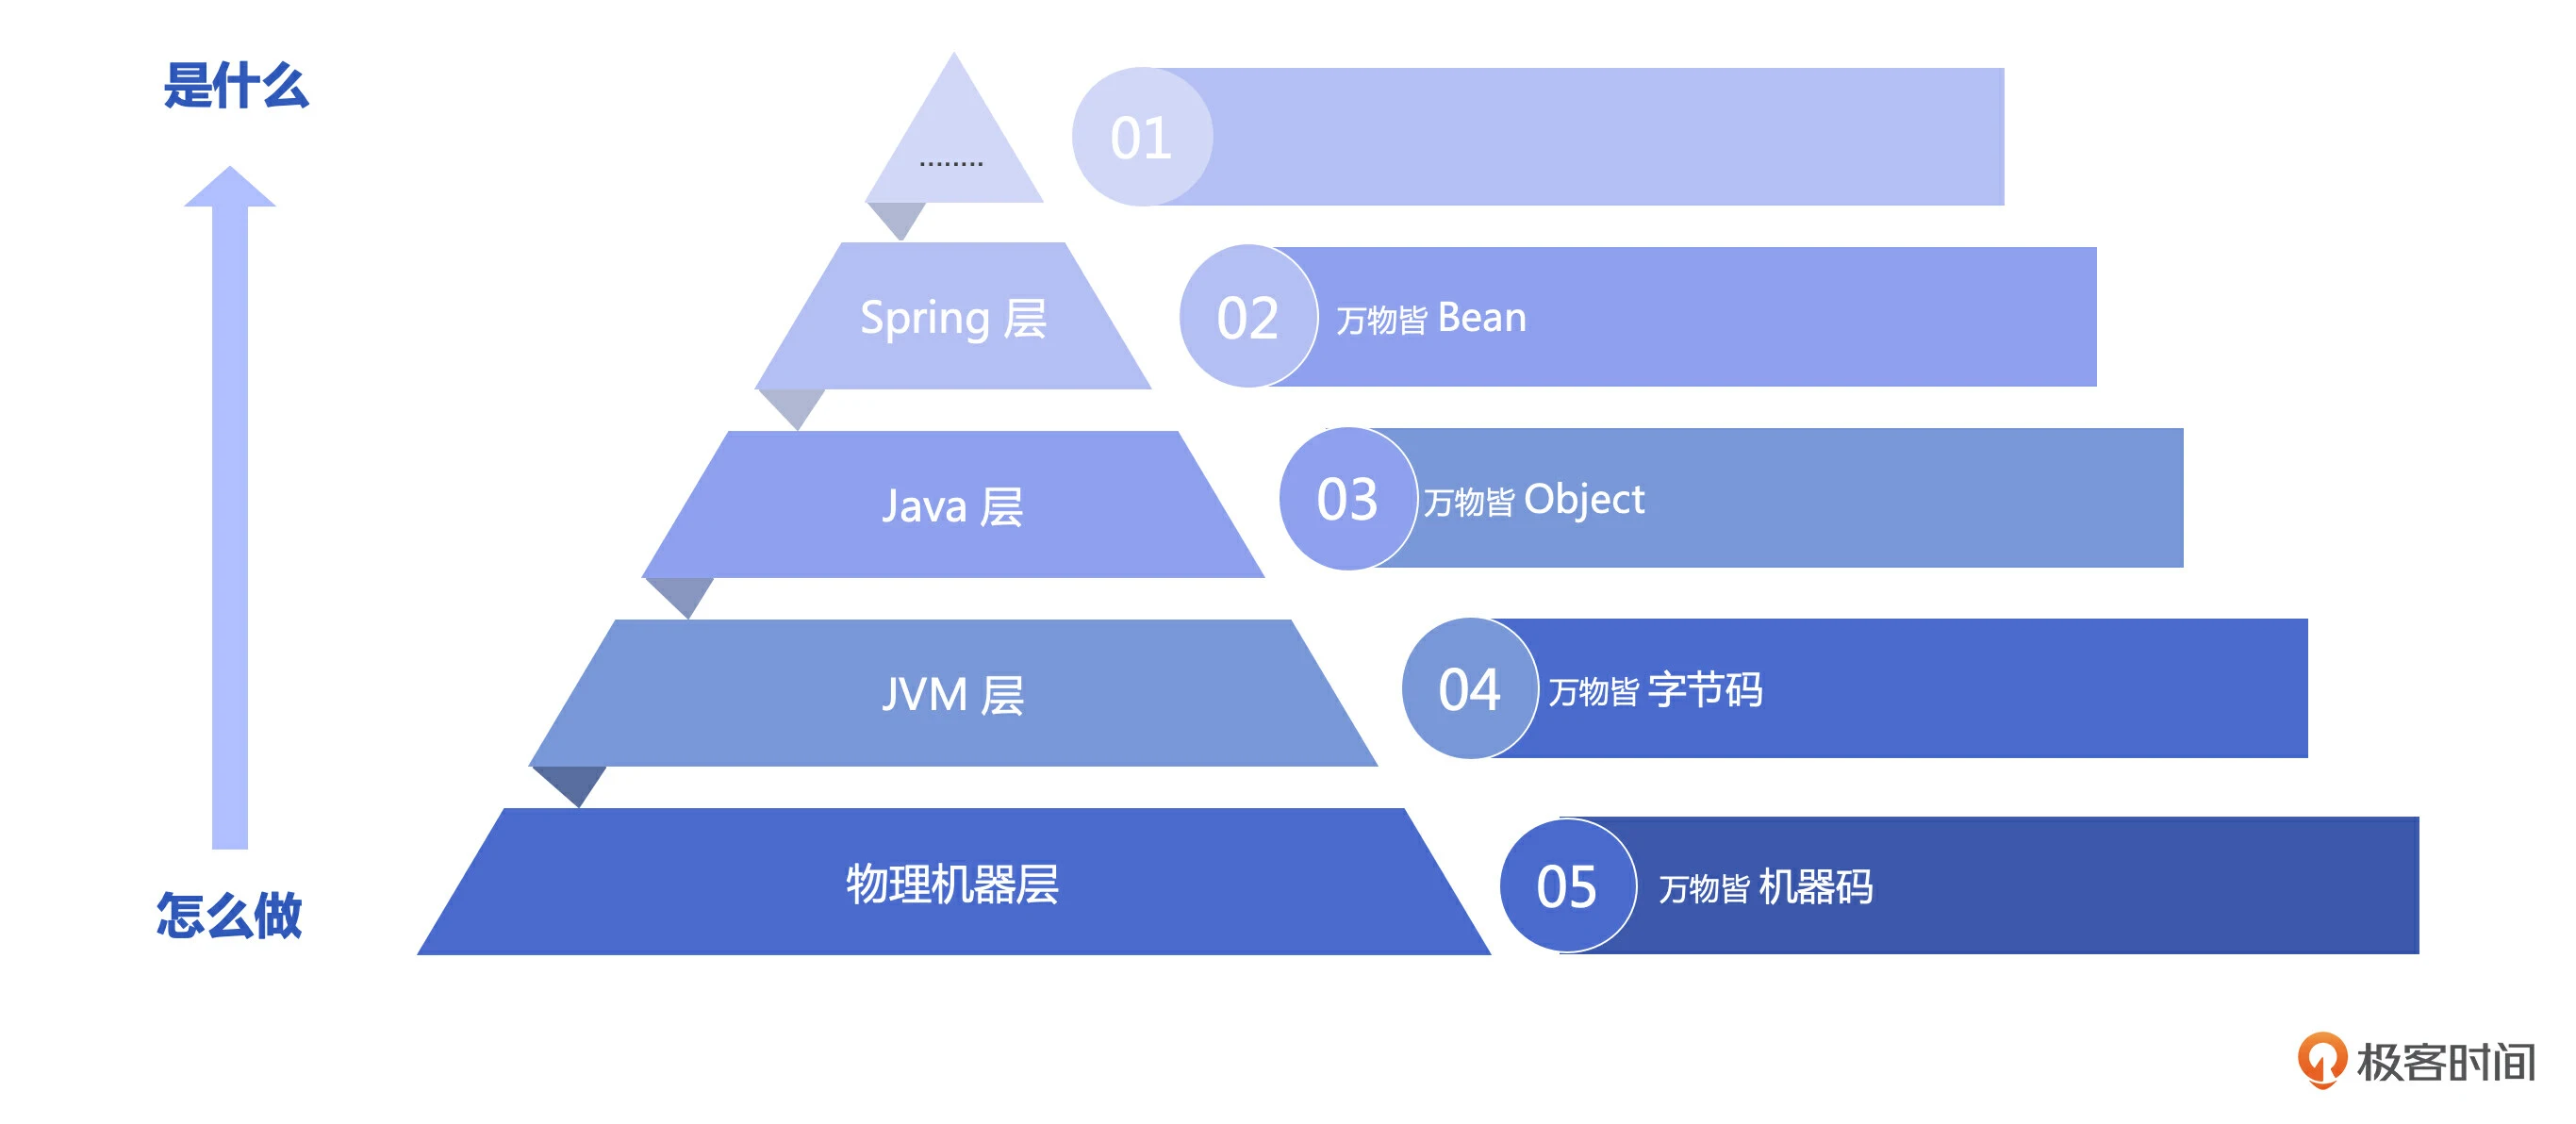 是什么
........
01
Spring 层
02
万物皆 Bean
Java 层
03
万物皆 Object
JVM 层
04
万物皆 字节码
物理机器层
05
万物皆 机器码
怎么做
极客时间